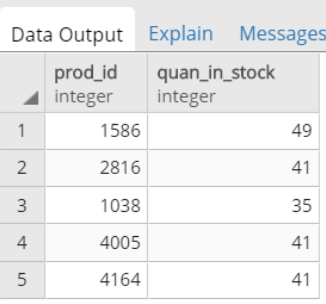 Data Output Explain Messages
prod_id quan_in_stock
integer integer
1 1586 49
2 2816 41
3 1038 35
4 4005 41
5 4164 41